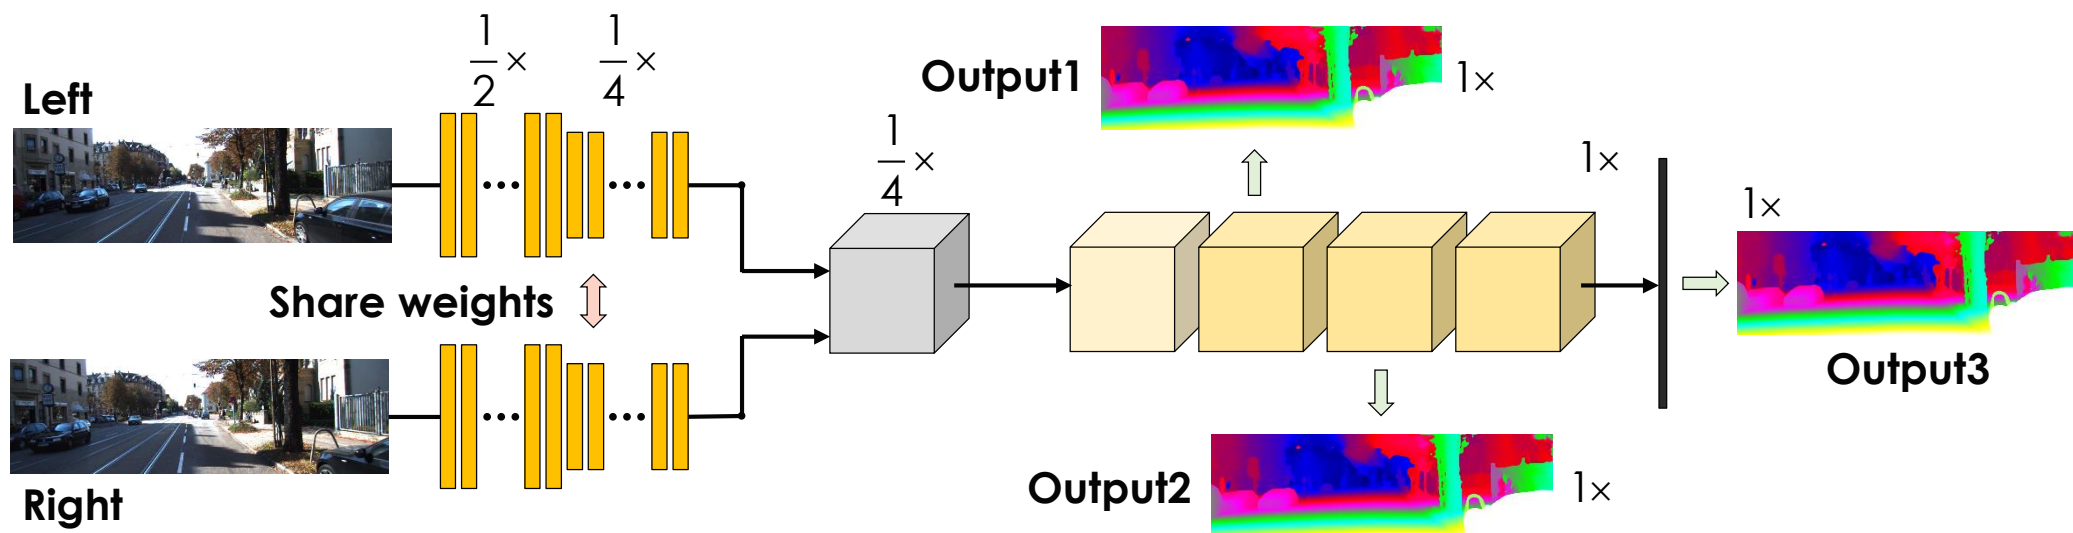 Left
1/2 ×
1/4 ×
Share weights
Right
1/4 ×
Output1
1×
1×
1×
Output3
Output2
1×